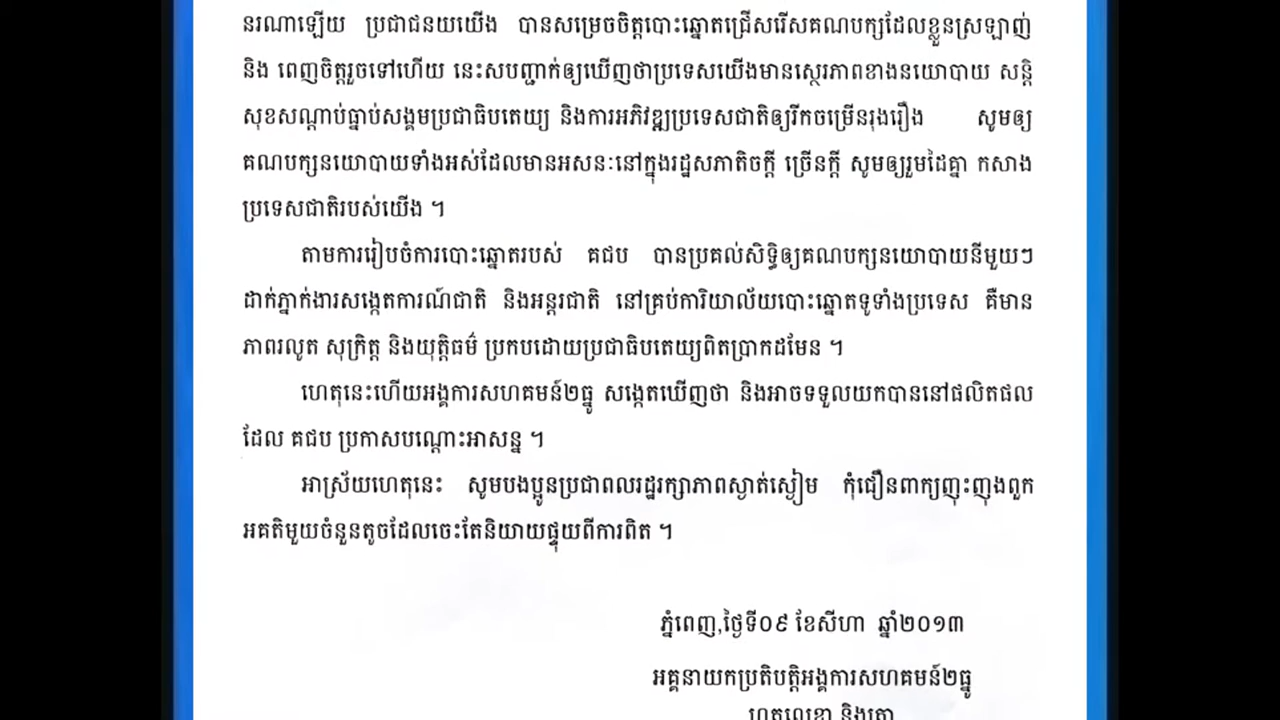 នរណាឡើយ ប្រជាជនយយើង បានសម្រេចចិត្តបោះឆ្នោតជ្រើសរើសគណបក្សដែលខ្លួនស្រឡាញ់
និង ពេញចិត្តរួចទៅហើយ នេះសបញ្ជាក់ឲ្យឃើញថាប្រទេសយើងមានស្ថេរភាពខាងនយោបាយ សន្តិ
សុខសណ្តាប់ធ្នាប់សង្គមប្រជាធិបតេយ្យ និងការអភិវឌ្ឍប្រទេសជាតិឲ្យរីកចម្រើនរុងរឿង សូមឲ្យ
គណបក្សនយោបាយទាំងអស់ដែលមានអសនៈនៅក្នុងរដ្ឋសភាតិចក្តី ច្រើនក្តី សូមឲ្យរួមដៃគ្នា កសាង
ប្រទេសជាតិរបស់យើង ។
តាមការរៀបចំការបោះឆ្នោតរបស់ គជប បានប្រគល់សិទ្ធិឲ្យគណបក្សនយោបាយនីមួយៗ
ដាក់ភ្នាក់ងារសង្កេតការណ៍ជាតិ និងអន្តរជាតិ នៅគ្រប់ការិយាល័យបោះឆ្នោតទូទាំងប្រទេស គឺមាន
ភាពរលូត សុក្រិត្ត និងយុត្តិធម៌ ប្រកបដោយប្រជាធិបតេយ្យពិតប្រាកដមែន ។
ហេតុនេះហើយអង្គការសហគមន៍២ធ្នូ សង្កេតឃើញថា និងអាចទទួលយកបាននៅផលិតផល
ដែល គជប ប្រកាសបណ្តោះអាសន្ន ។
អាស្រ័យហេតុនេះ សូមបងប្អូនប្រជាពលរដ្ឋរក្សាភាពស្ងាត់ស្ងៀម កុំជឿនពាក្យញុះញុងពួក
អគតិមួយចំនួនតូចដែលចេះតែនិយាយផ្ទុយពីការពិត ។
ភ្នំពេញ,ថ្ងៃទី០៩ ខែសីហា ឆ្នាំ២០១៣
អគ្គនាយកប្រតិបត្តិអង្គការសហគមន៍២ធ្នូ